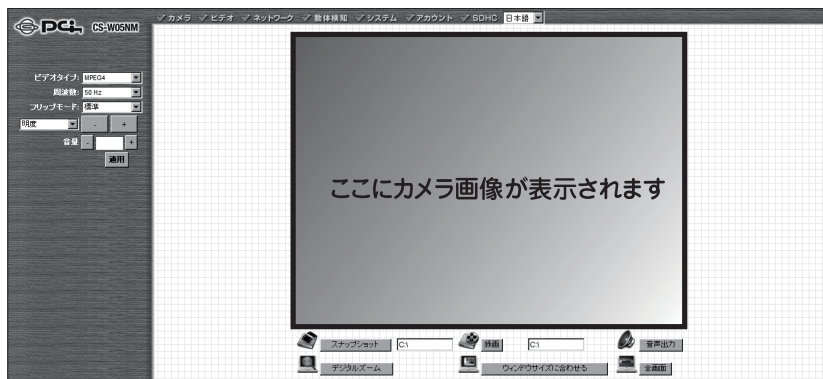 PCi CS-W05NM
カメラ ビデオ ネットワーク 動体検知 システム アカウント SDHC 日本語
ビデオタイプ: MPEG4
周波数: 50 Hz
フリップモード: 標準
明度 - +
音量 - +
適用
ここにカメラ画像が表示されます
スナップショット C:\ 録画 C:\ 音声出力
デジタルズーム ウィンドウサイズに合わせる 全画面